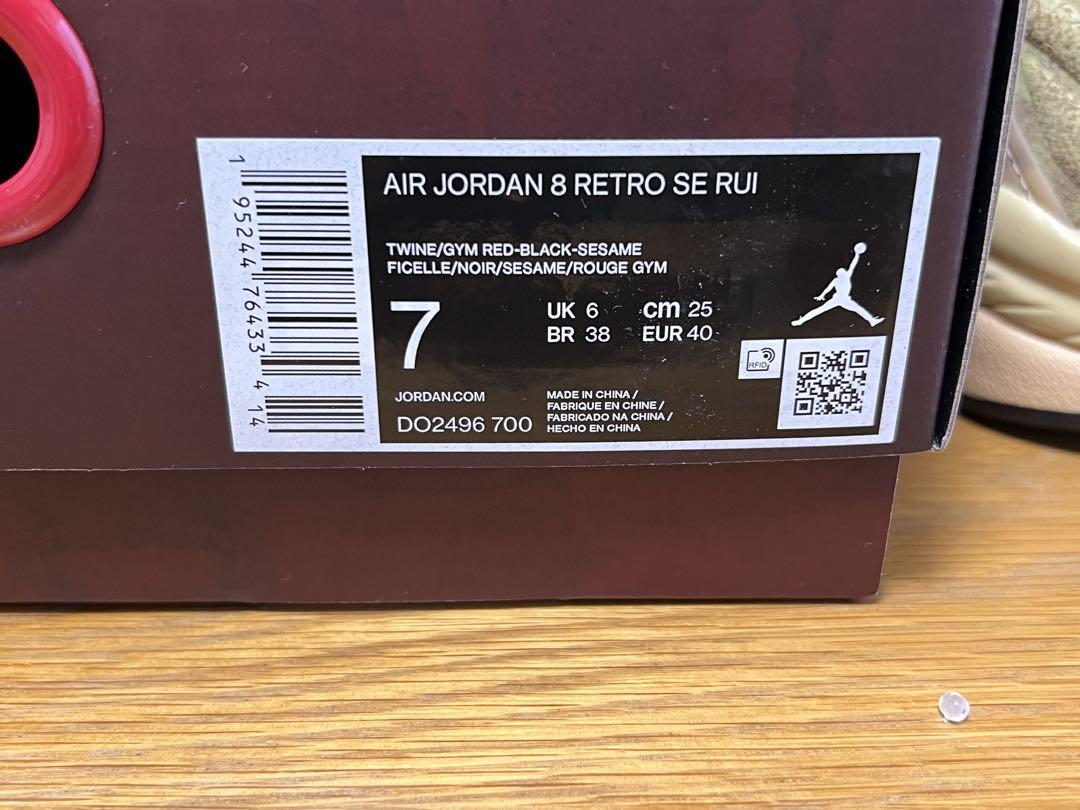 AIR JORDAN 8 RETRO SE RUI
TWINE/GYM RED-BLACK-SESAME
FICELLE/NOIR/SESAME/ROUGE GYM
7
UK 6 cm 25
BR 38 EUR 40
RFID
JORDAN.COM
DO2496 700
MADE IN CHINA /
FABRIQUE EN CHINE /
FABRICADO NA CHINA /
HECHO EN CHINA
1 95244 76433 4 14